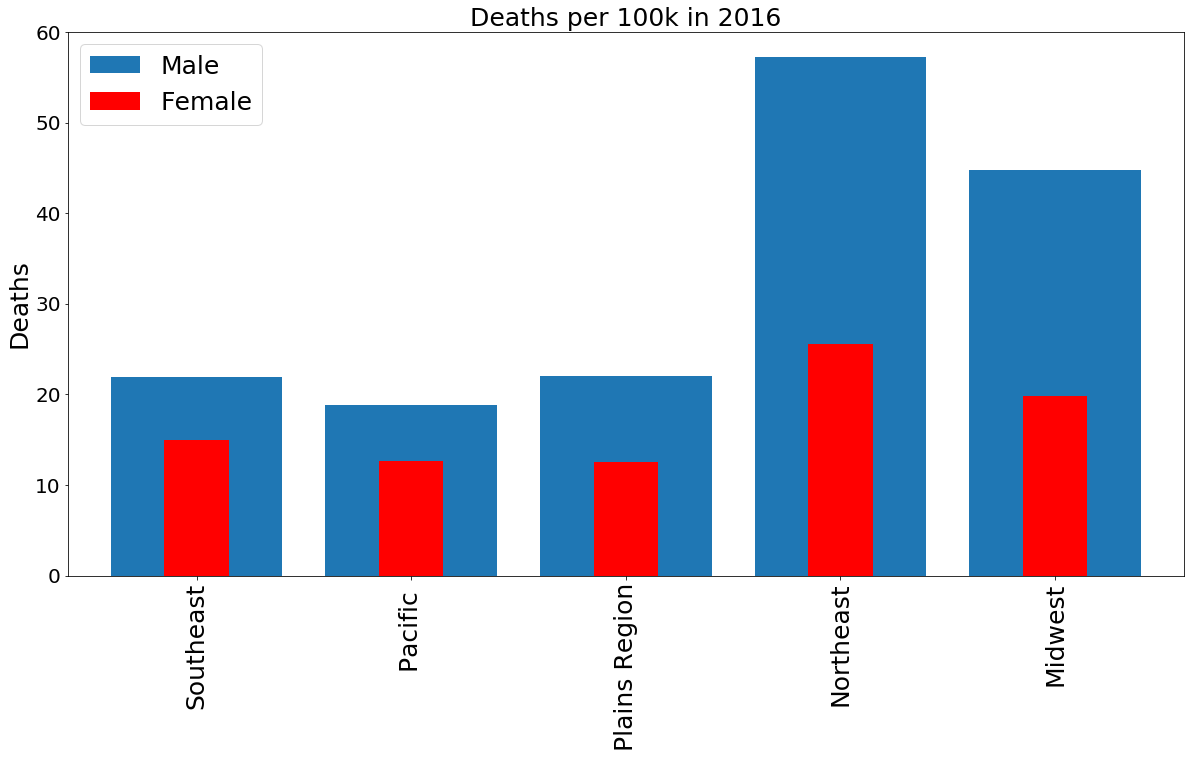 Deaths per 100k in 2016
Male
Female
Deaths
60
50
40
30
20
10
0
Southeast
Pacific
Plains Region
Northeast
Midwest